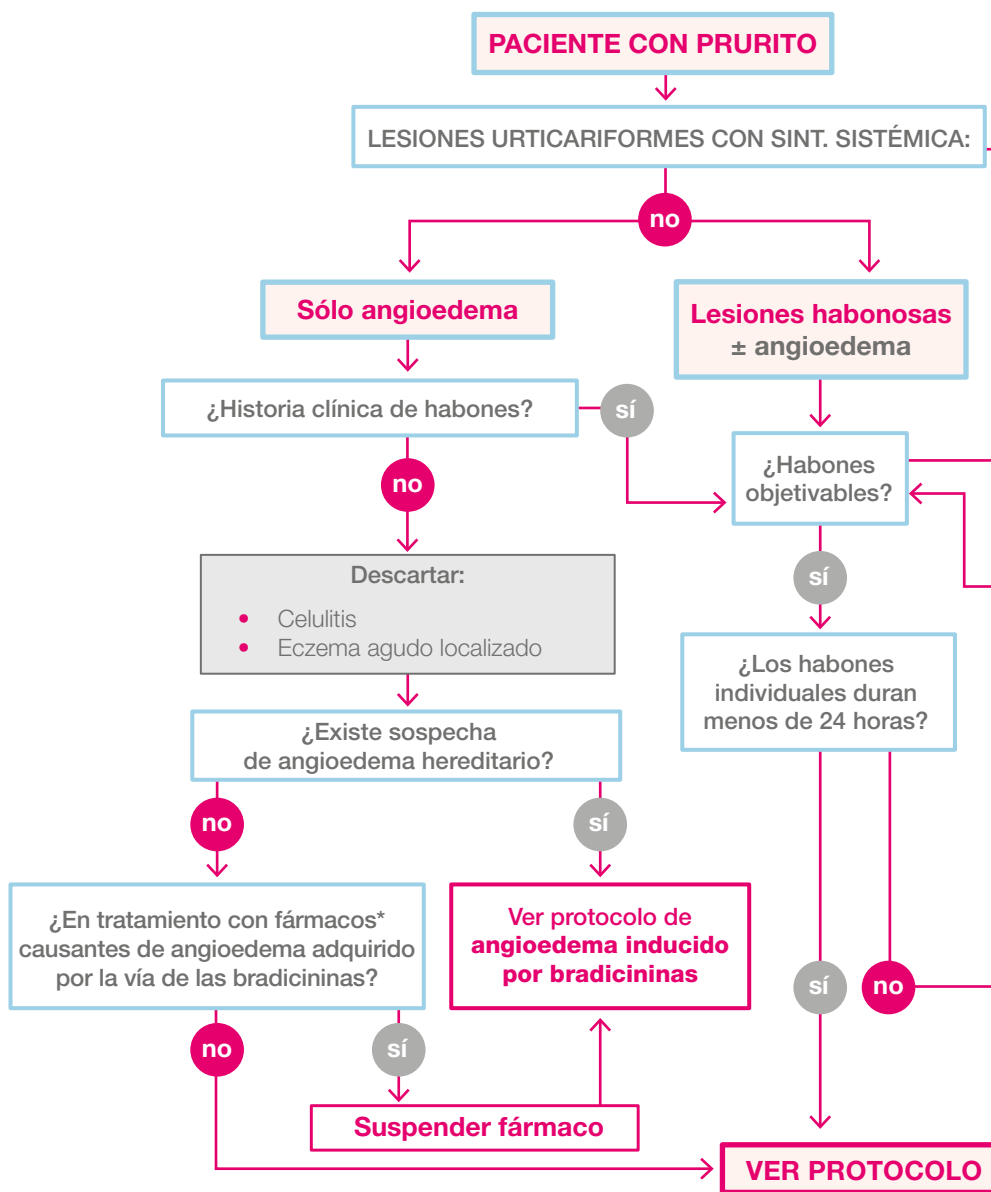 PACIENTE CON PRURITO
LESIONES URTICARIFORMES CON SINT. SISTÉMICA:
no
Sólo angioedema
Lesiones habonosas
± angioedema
¿Historia clínica de habones?
sí
¿Habones
objetivables?
no
sí
Descartar:
• Celulitis
• Eczema agudo localizado
¿Los habones
individuales duran
menos de 24 horas?
¿Existe sospecha
de angioedema hereditario?
no
sí
¿En tratamiento con fármacos*
causantes de angioedema adquirido
por la vía de las bradicininas?
Ver protocolo de
angioedema inducido
por bradicininas
sí
no
no
sí
Suspender fármaco
VER PROTOCOLO